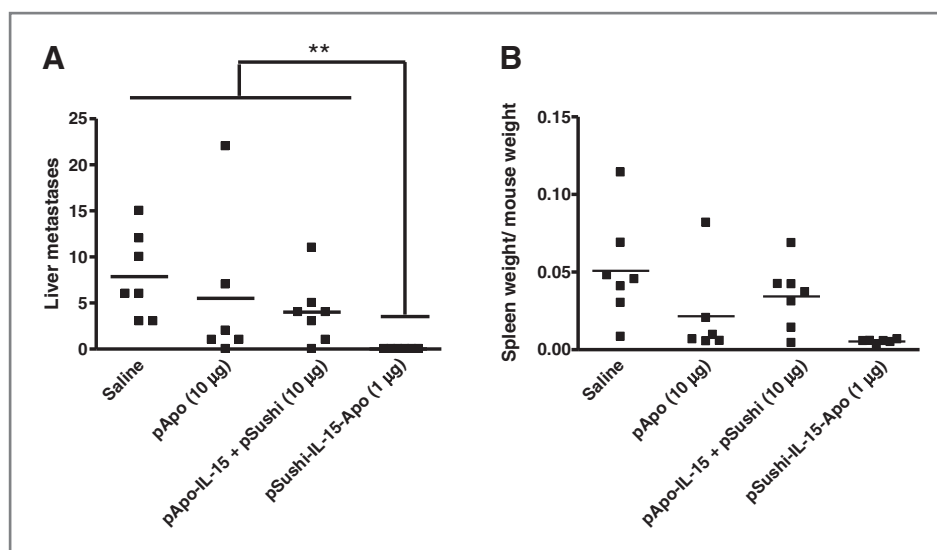 A
**
Liver metastases
25
20
15
10
5
0
Saline
pApo (10 µg)
pApo-IL-15 + pSushi (10 µg)
pSushi-IL-15-Apo (1 µg)
B
Spleen weight/ mouse weight
0.15
0.10
0.05
0.00
Saline
pApo (10 µg)
pApo-IL-15 + pSushi (10 µg)
pSushi-IL-15-Apo (1 µg)